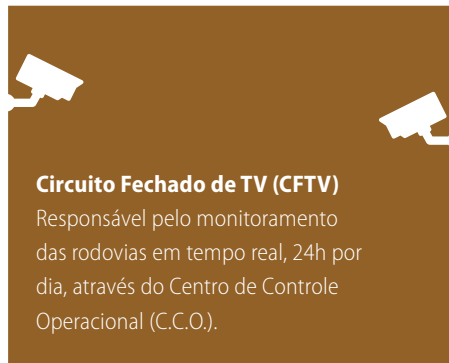 Circuito Fechado de TV (CFTV)
Responsável pelo monitoramento
das rodovias em tempo real, 24h por
dia, através do Centro de Controle
Operacional (C.C.O.).